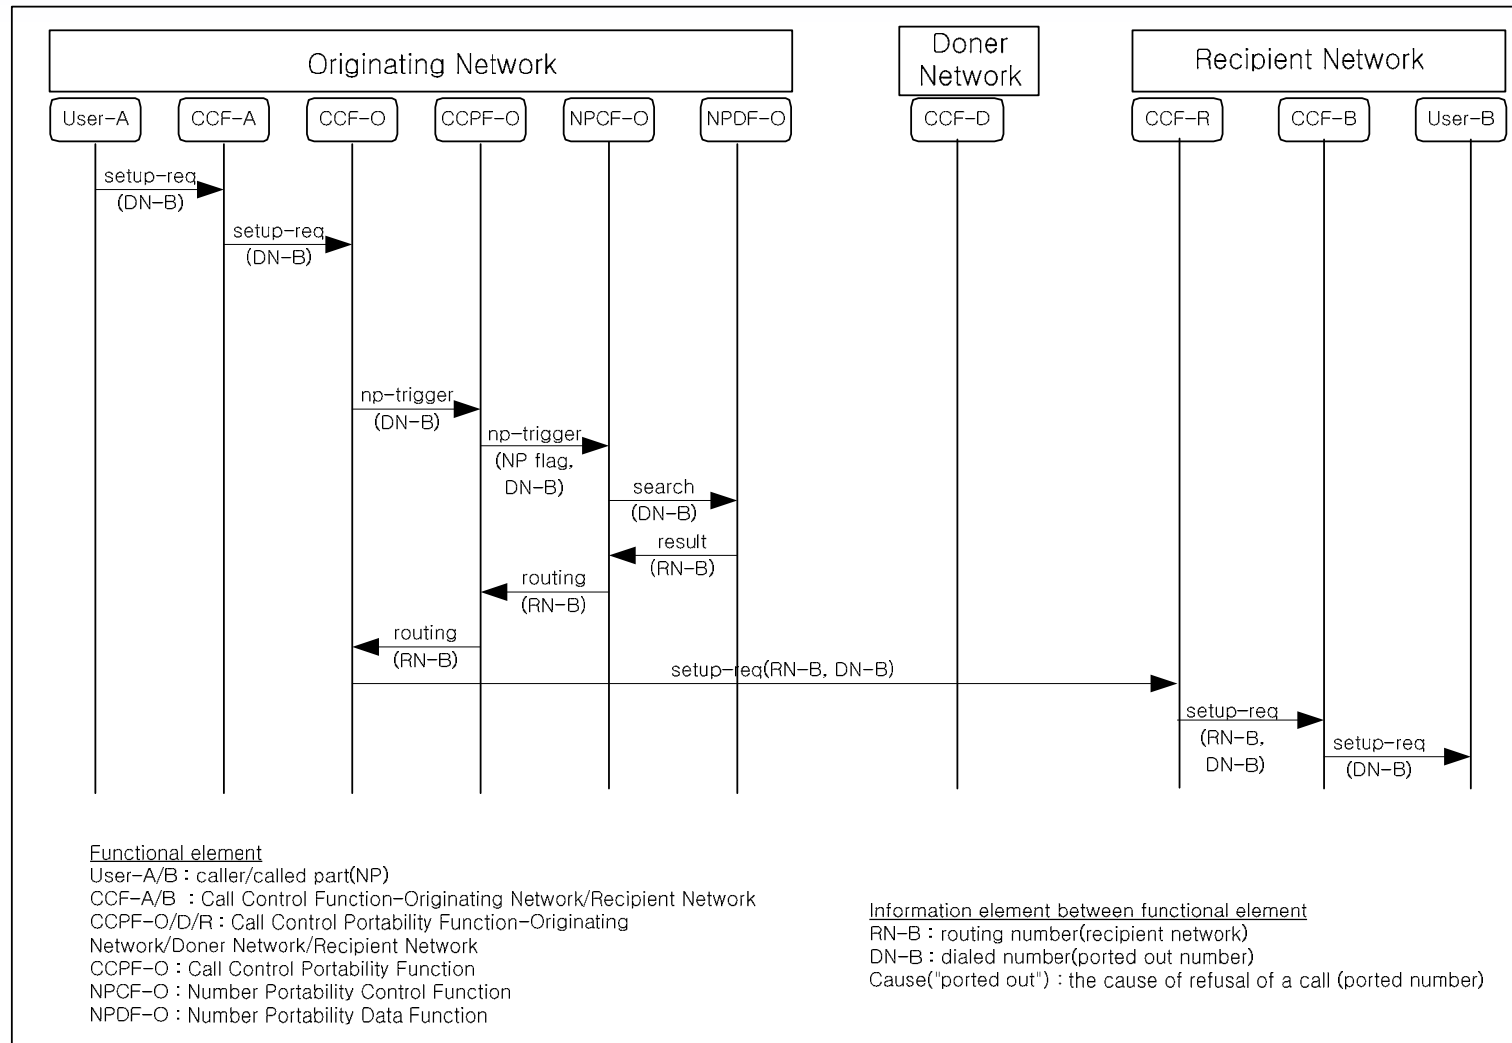 Originating Network
Doner
Network
Recipient Network
User-A
CCF-A
CCF-O
CCPF-O
NPCF-O
NPDF-O
CCF-D
CCF-R
CCF-B
User-B
setup-req
(DN-B)
setup-req
(DN-B)
np-trigger
(DN-B)
np-trigger
(NP flag,
DN-B)
search
(DN-B)
result
(RN-B)
routing
(RN-B)
routing
(RN-B)
setup-req(RN-B, DN-B)
setup-req
(RN-B,
DN-B)
setup-req
(DN-B)
Functional element
User-A/B : caller/called part(NP)
CCF-A/B : Call Control Function-Originating Network/Recipient Network
CCPF-O/D/R : Call Control Portability Function-Originating
Network/Doner Network/Recipient Network
CCPF-O : Call Control Portability Function
NPCF-O : Number Portability Control Function
NPDF-O : Number Portability Data Function
Information element between functional element
RN-B : routing number(recipient network)
DN-B : dialed number(ported out number)
Cause("ported out") : the cause of refusal of a call (ported number)